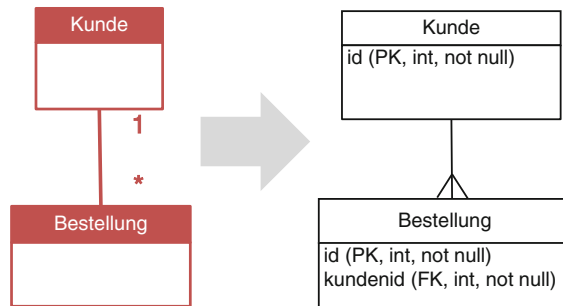 Kunde
1
*
Bestellung
Kunde
id (PK, int, not null)
Bestellung
id (PK, int, not null)
kundenid (FK, int, not null)